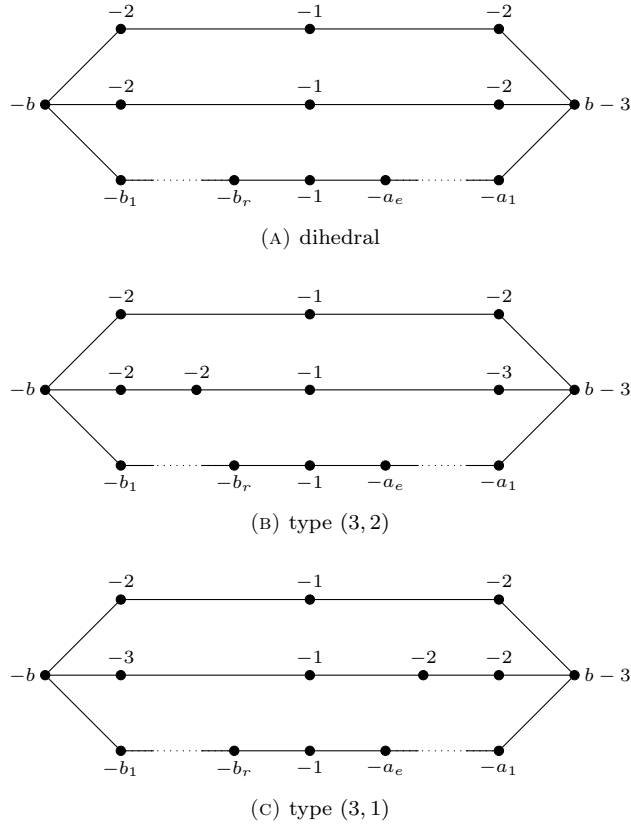 −2 −1 −2
−b −2 −1 −2 b − 3
−b₁ −bᵣ −1 −aₑ −a₁
(A) dihedral
−2 −1 −2
−b −2 −2 −1 −3 b − 3
−b₁ −bᵣ −1 −aₑ −a₁
(B) type (3, 2)
−2 −1 −2
−b −3 −1 −2 −2 b − 3
−b₁ −bᵣ −1 −aₑ −a₁
(C) type (3, 1)